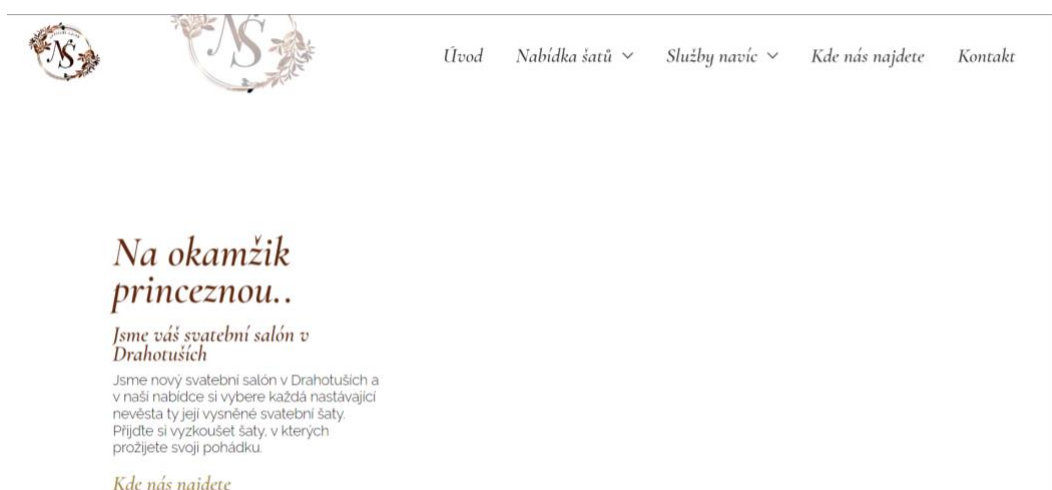 NŠ
NŠ
Úvod
Nabídka šatů
Služby navíc
Kde nás najdete
Kontakt
Na okamžik
princeznou..
Jsme váš svatební salón v
Drahotuších
Jsme nový svatební salón v Drahotuších a
v naší nabídce si vybere každá nastávající
nevěsta ty její vysněné svatební šaty.
Přijďte si vyzkoušet šaty, v kterých
prožijete svoji pohádku.
Kde nás najdete